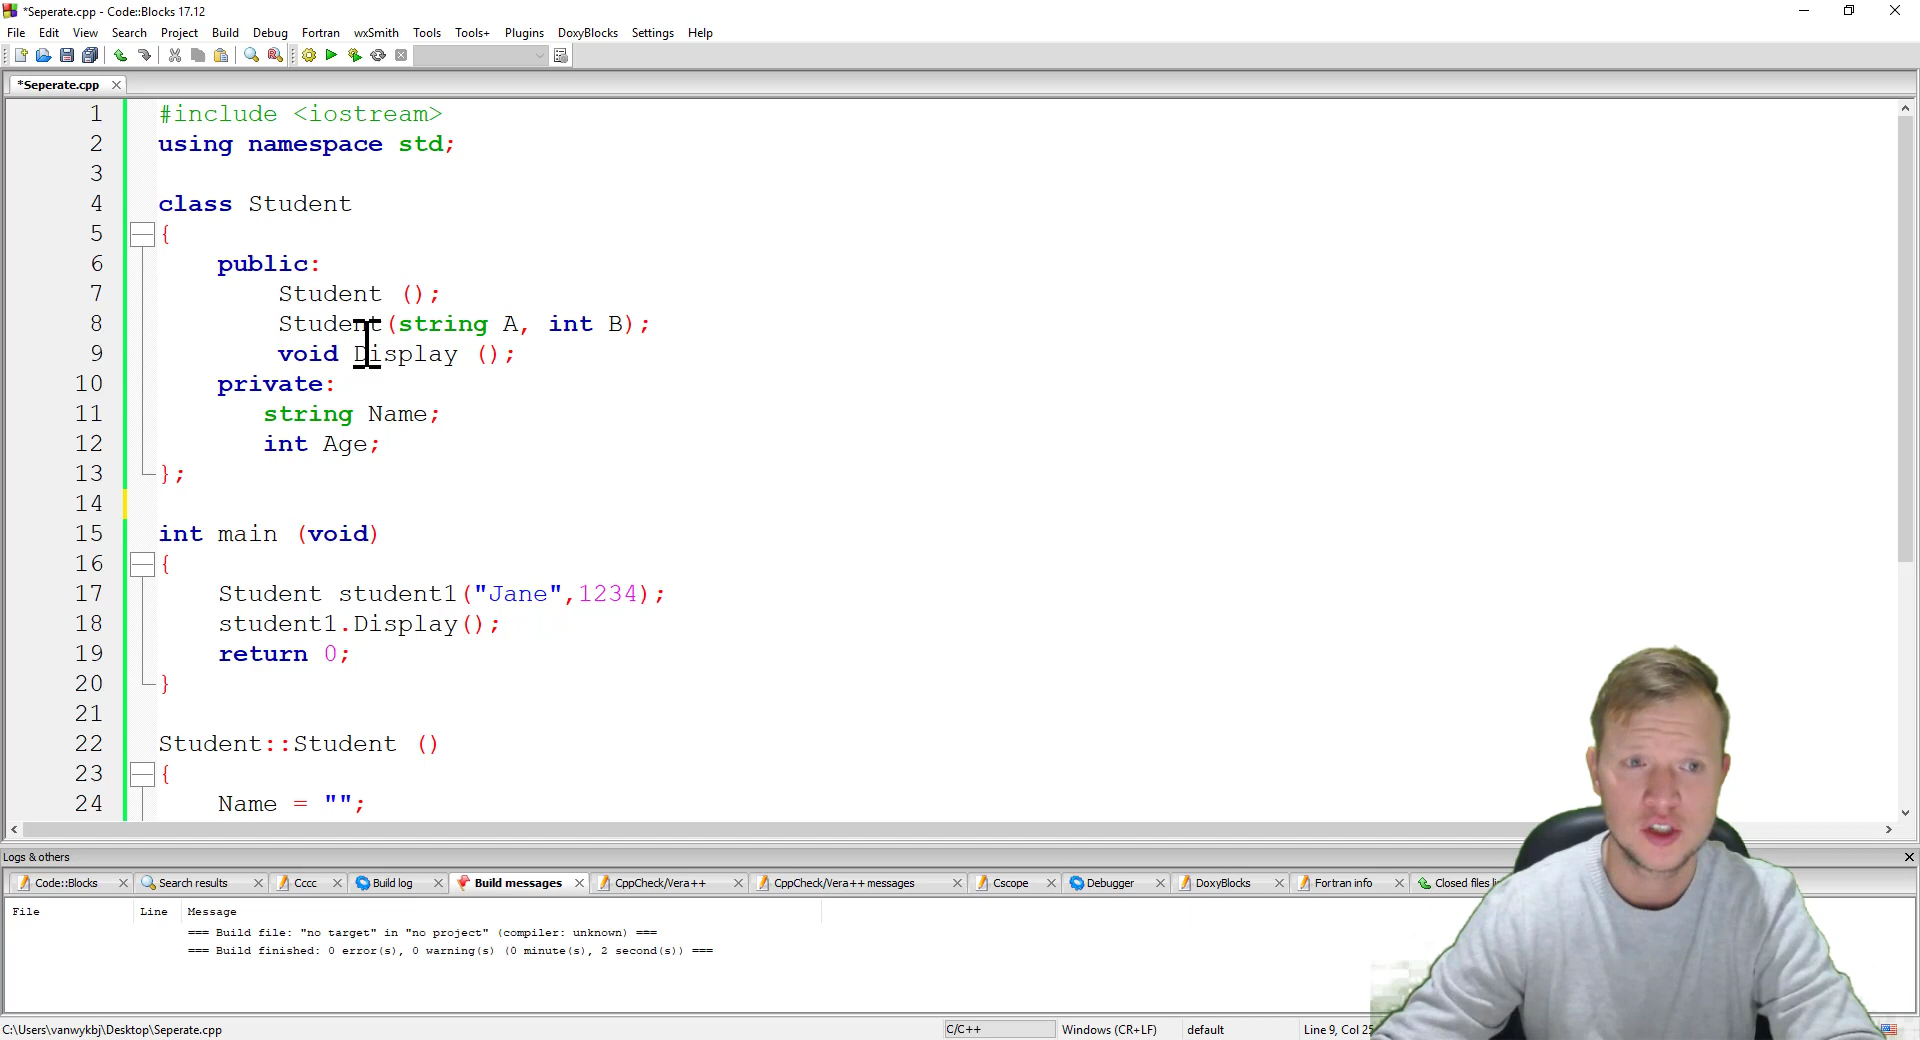 *Seperate.cpp - Code::Blocks 17.12
File Edit View Search Project Build Debug Fortran wxSmith Tools Tools+ Plugins DoxyBlocks Settings Help
*Seperate.cpp
1 #include <iostream>
2 using namespace std;
3
4 class Student
5 {
6 public:
7 Student ();
8 Student(string A, int B);
9 void Display ();
10 private:
11 string Name;
12 int Age;
13 };
14
15 int main (void)
16 {
17 Student student1("Jane",1234);
18 student1.Display();
19 return 0;
20 }
21
22 Student::Student ()
23 {
24 Name = "";
Logs & others
Code::Blocks Search results Cccc Build log Build messages CppCheck/Vera++ CppCheck/Vera++ messages Cscope Debugger DoxyBlocks Fortran info Closed files
File Line Message
=== Build file: "no target" in "no project" (compiler: unknown) ===
=== Build finished: 0 error(s), 0 warning(s) (0 minute(s), 2 second(s)) ===
C:\Users\vanwykbj\Desktop\Seperate.cpp C/C++ Windows (CR+LF) default Line 9, Col 25